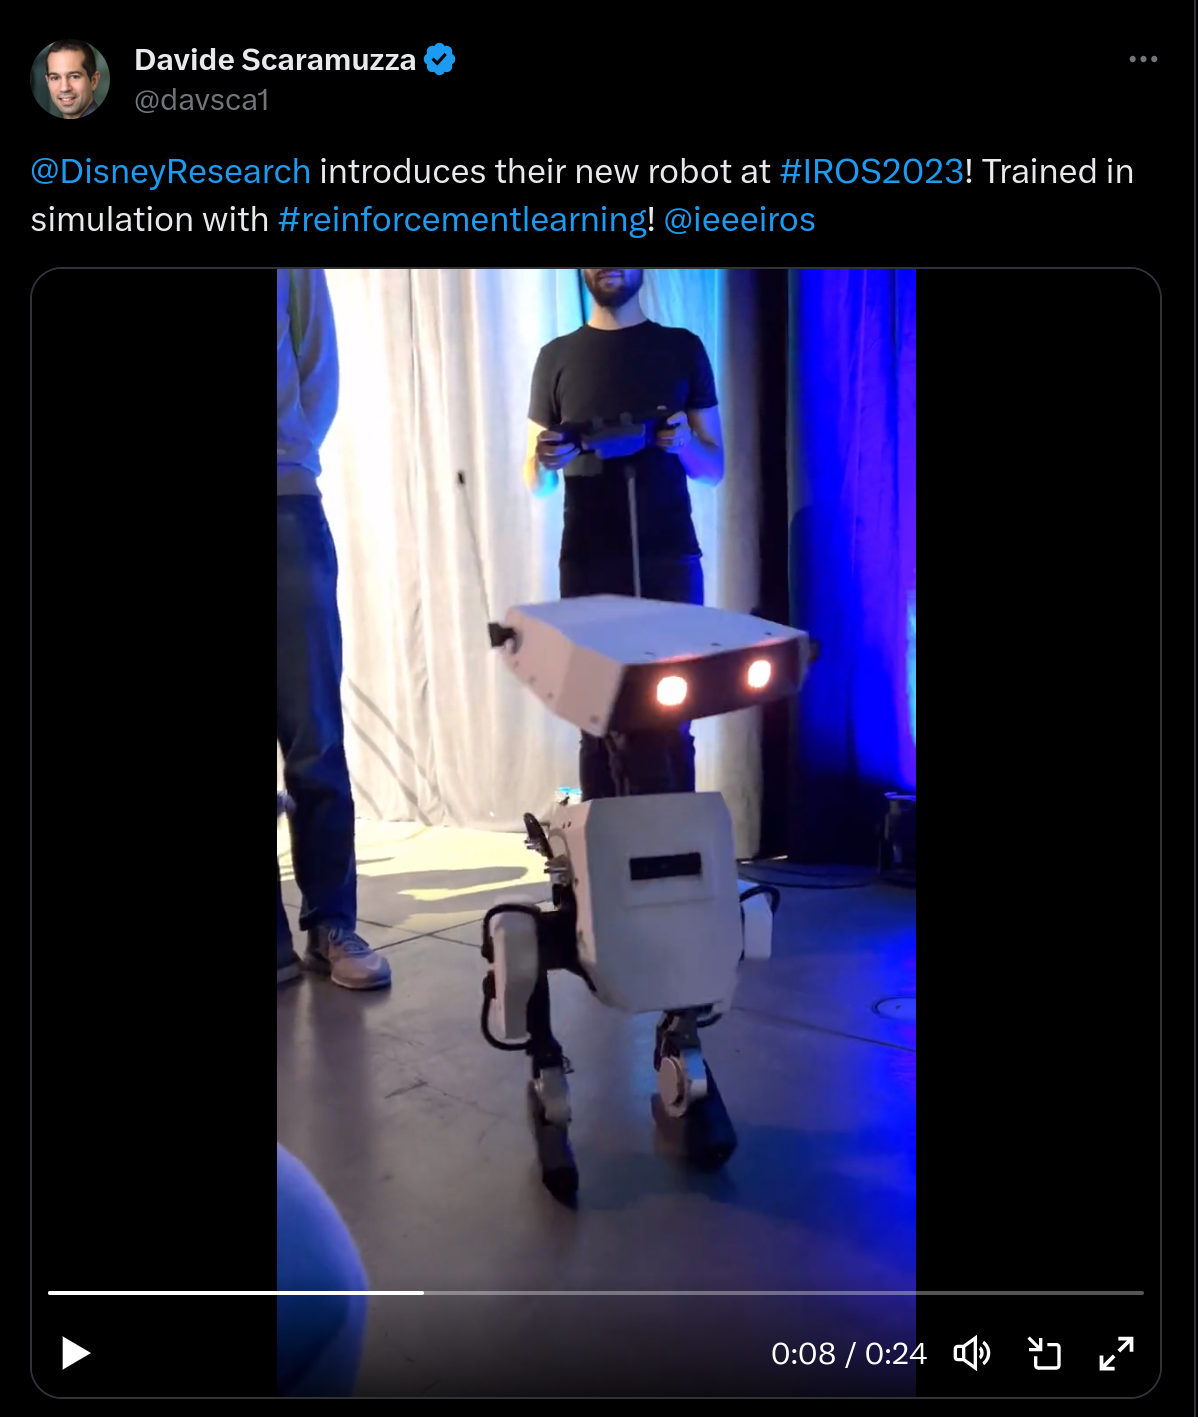 Davide Scaramuzza
@davsca1
@DisneyResearch introduces their new robot at #IROS2023! Trained in
simulation with #reinforcementlearning! @ieeeiros
0:08 / 0:24